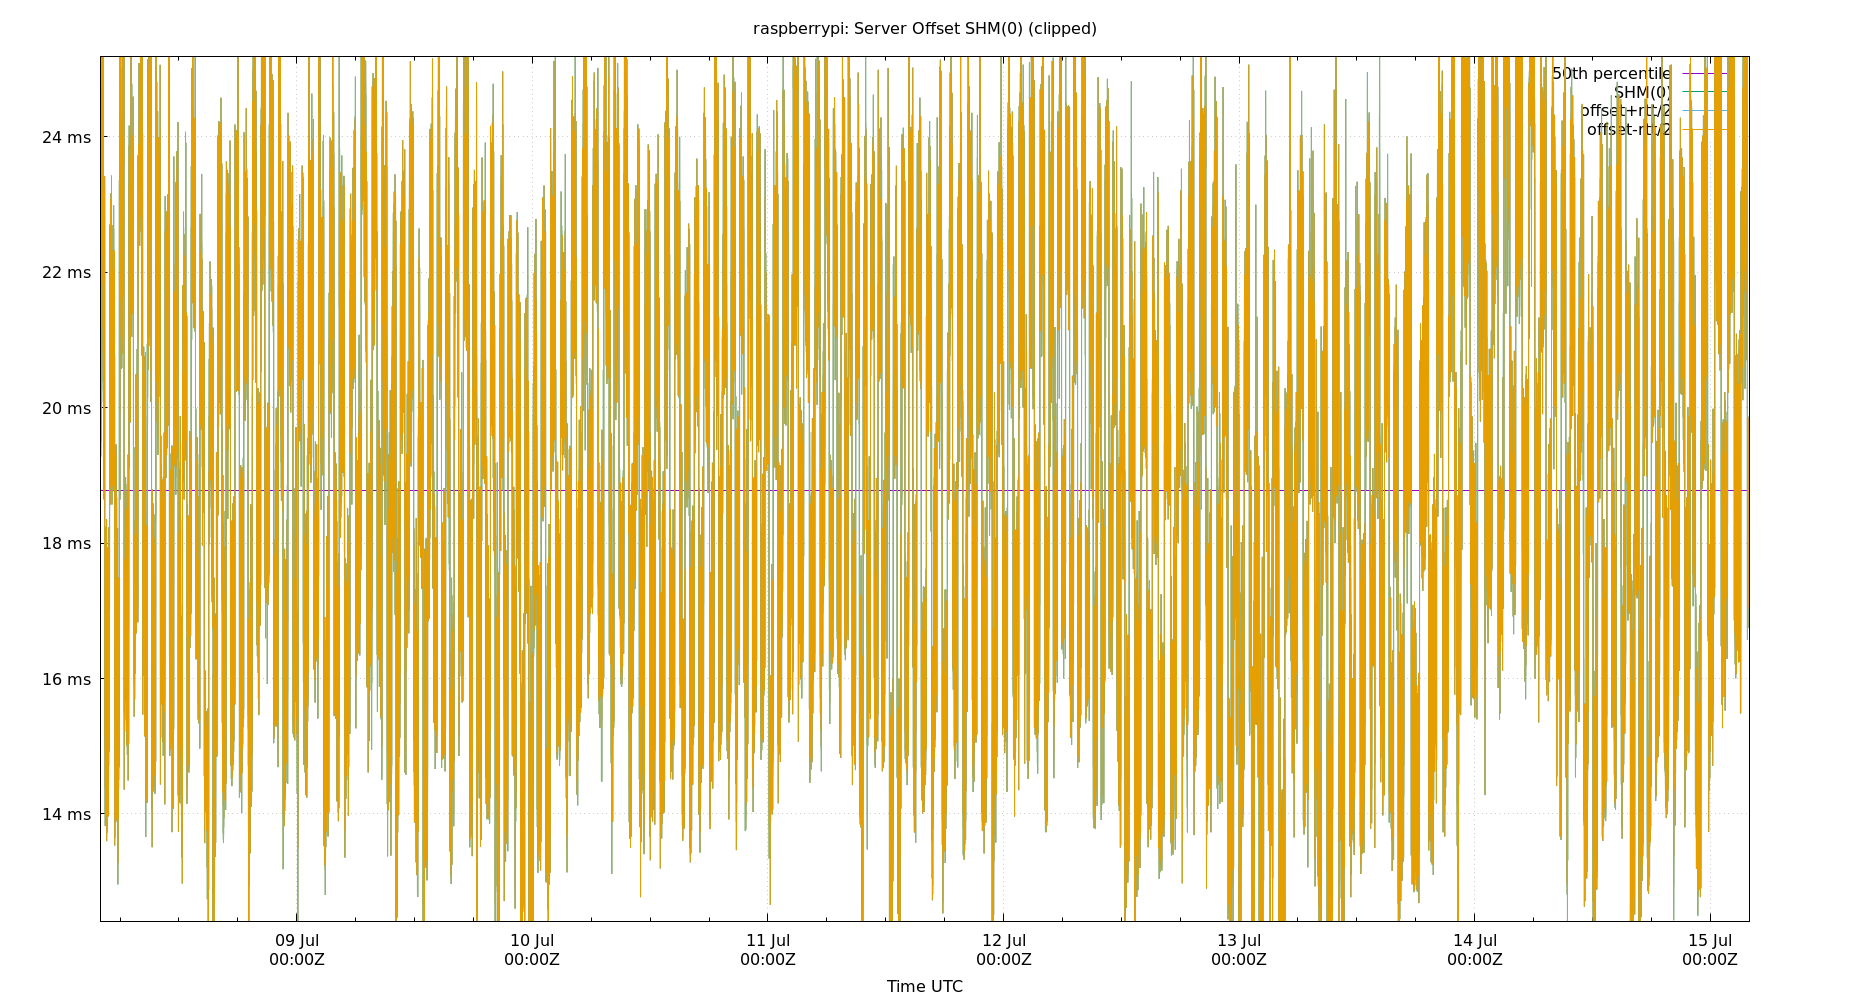 raspberrypi: Server Offset SHM(0) (clipped)
50th percentile
SHM(0)
offset+rtt/2
offset-rtt/2
24 ms
22 ms
20 ms
18 ms
16 ms
14 ms
09 Jul
00:00Z
10 Jul
00:00Z
11 Jul
00:00Z
12 Jul
00:00Z
13 Jul
00:00Z
14 Jul
00:00Z
15 Jul
00:00Z
Time UTC